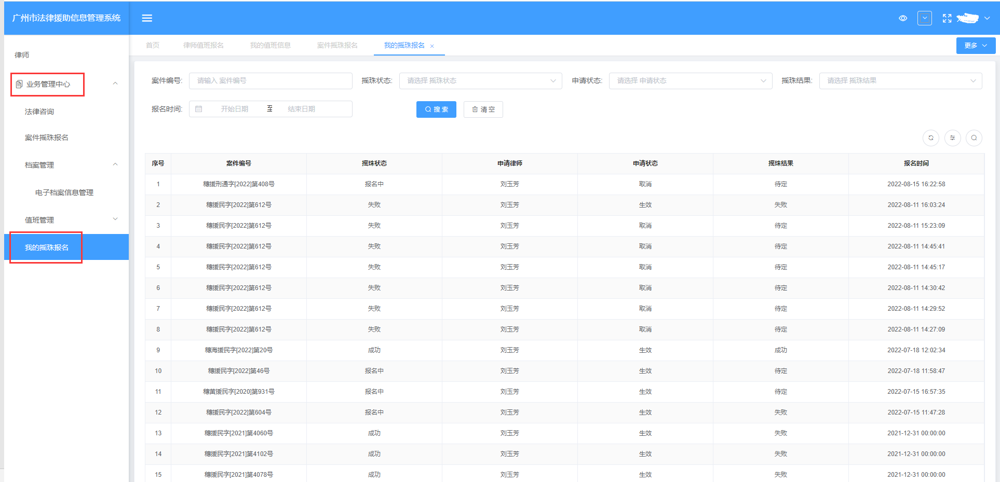 广州市法律援助信息管理系统
首页 律师值班报名 我的值班信息 案件摇珠报名 我的摇珠报名 × 更多
律师
业务管理中心
法律咨询
案件摇珠报名
档案管理
电子档案信息管理
值班管理
我的摇珠报名
案件编号: 请输入 案件编号 摇珠状态: 请选择 摇珠状态 申请状态: 请选择 申请状态 摇珠结果: 请选择 摇珠结果
报名时间: 开始日期 至 结束日期 搜索 清空
序号 案件编号 摇珠状态 申请律师 申请状态 摇珠结果 报名时间
1 穗援刑通字[2022]第408号 报名中 刘玉芳 取消 待定 2022-08-15 16:22:58
2 穗援民字[2022]第612号 失败 刘玉芳 生效 失败 2022-08-11 16:03:24
3 穗援民字[2022]第612号 失败 刘玉芳 取消 待定 2022-08-11 15:23:09
4 穗援民字[2022]第612号 失败 刘玉芳 取消 待定 2022-08-11 14:45:41
5 穗援民字[2022]第612号 失败 刘玉芳 取消 待定 2022-08-11 14:45:17
6 穗援民字[2022]第612号 失败 刘玉芳 取消 待定 2022-08-11 14:30:42
7 穗援民字[2022]第612号 失败 刘玉芳 取消 待定 2022-08-11 14:29:52
8 穗援民字[2022]第612号 失败 刘玉芳 取消 待定 2022-08-11 14:27:09
9 穗海援民字[2022]第20号 成功 刘玉芳 生效 成功 2022-07-18 12:02:34
10 穗援民字[2022]第46号 报名中 刘玉芳 生效 待定 2022-07-18 11:58:47
11 穗黄援民字[2020]第931号 报名中 刘玉芳 生效 待定 2022-07-15 16:57:35
12 穗援民字[2022]第604号 报名中 刘玉芳 生效 失败 2022-07-15 11:47:28
13 穗援民字[2021]第4060号 成功 刘玉芳 生效 失败 2021-12-31 00:00:00
14 穗援民字[2021]第4102号 成功 刘玉芳 生效 失败 2021-12-31 00:00:00
15 穗援民字[2021]第4078号 成功 刘玉芳 生效 失败 2021-12-31 00:00:00